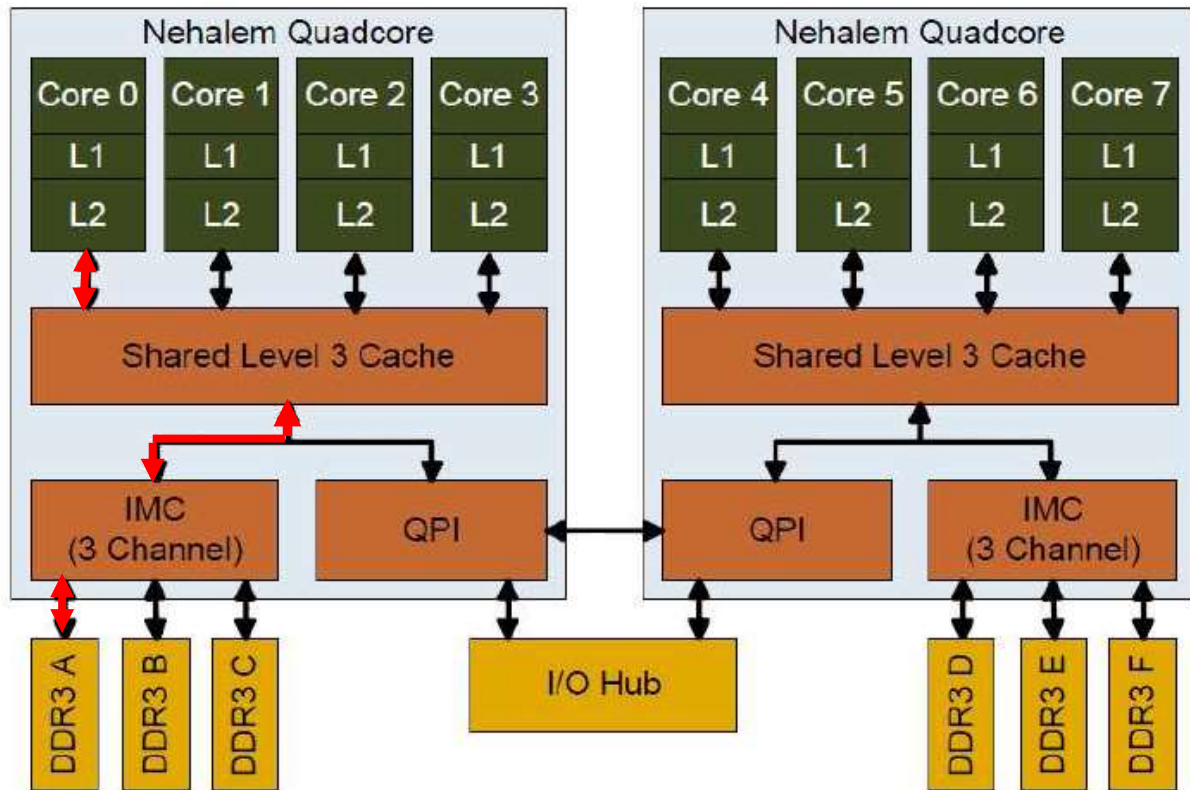 Nehalem Quadcore
Nehalem Quadcore
Core 0
Core 1
Core 2
Core 3
Core 4
Core 5
Core 6
Core 7
L1
L1
L1
L1
L1
L1
L1
L1
L2
L2
L2
L2
L2
L2
L2
L2
Shared Level 3 Cache
Shared Level 3 Cache
IMC
(3 Channel)
QPI
QPI
IMC
(3 Channel)
DDR3 A
DDR3 B
DDR3 C
I/O Hub
DDR3 D
DDR3 E
DDR3 F